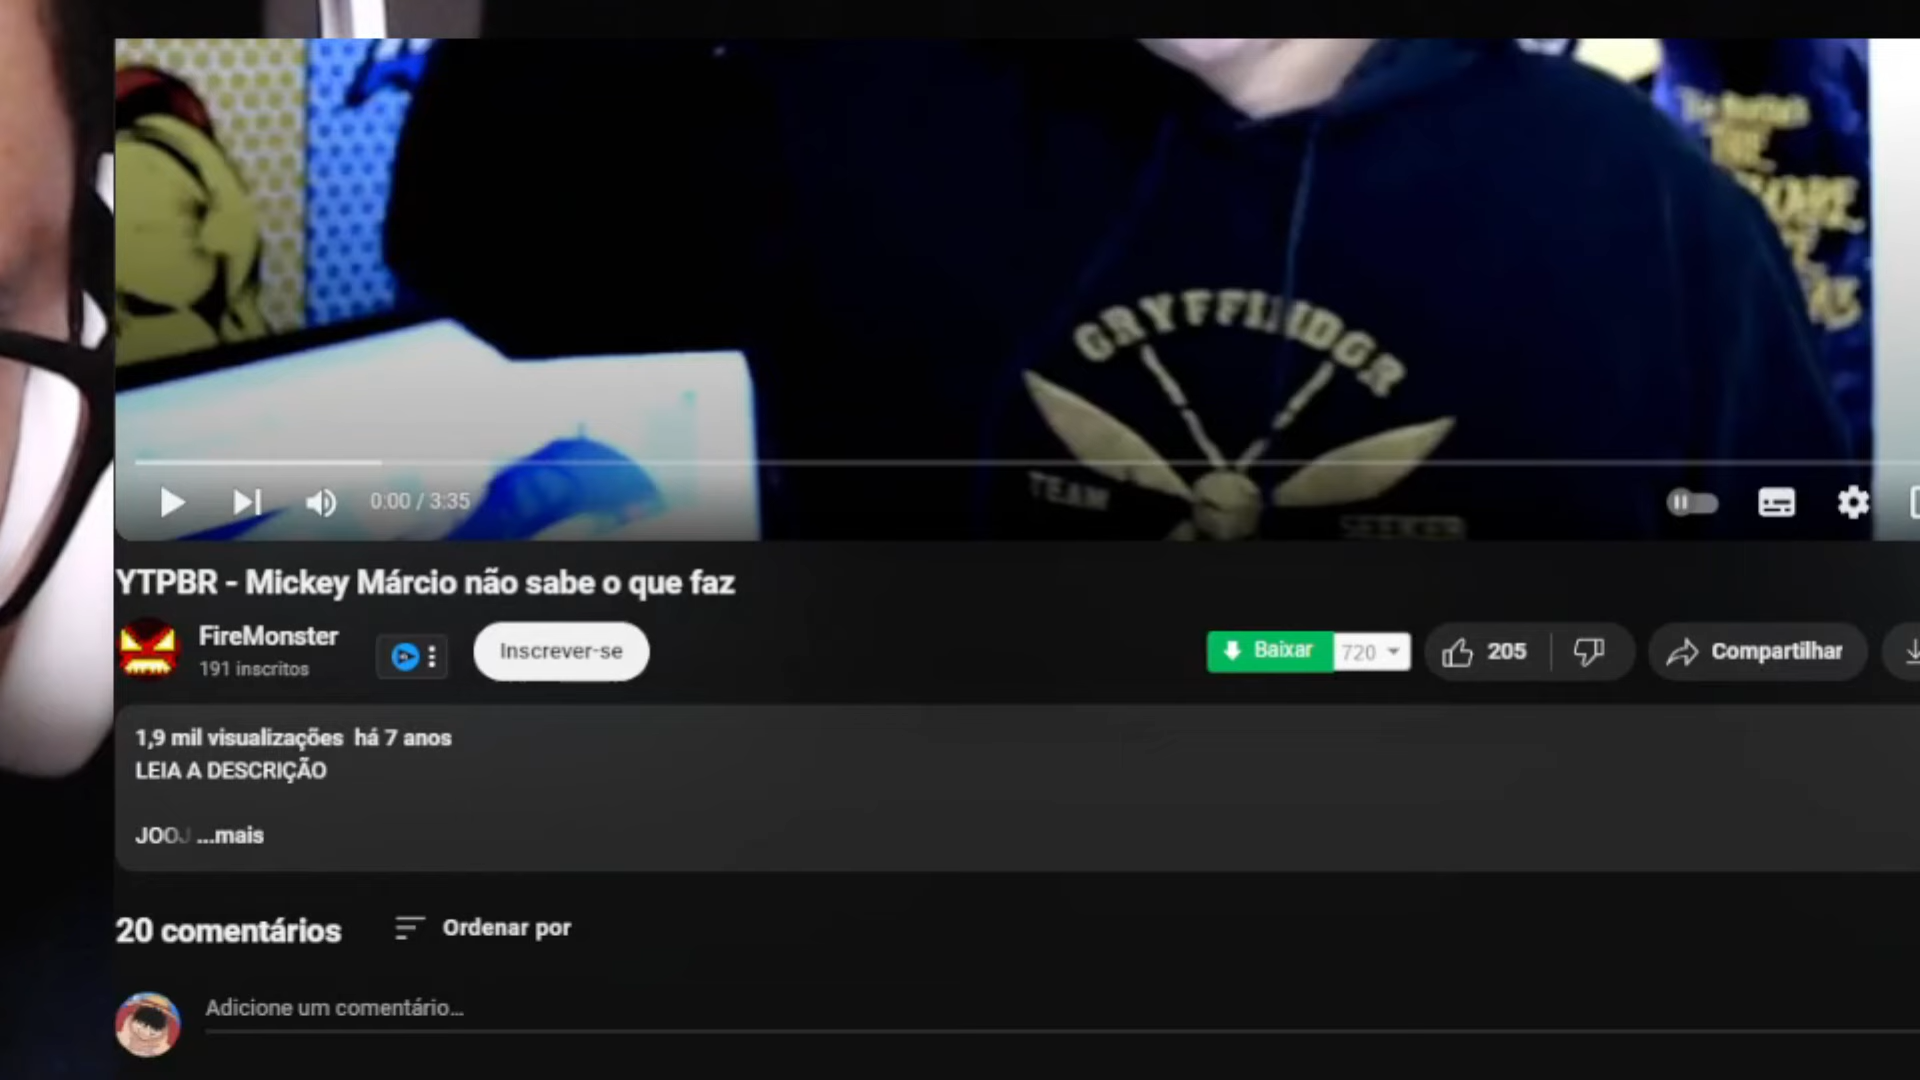 GRYFFINDOR
TEAM
SEEKER
0:00 / 3:35
YTPBR - Mickey Márcio não sabe o que faz
FireMonster
191 inscritos
Inscrever-se
Baixar
720
205
Compartilhar
1,9 mil visualizações há 7 anos
LEIA A DESCRIÇÃO
JOOJ ...mais
20 comentários
Ordenar por
Adicione um comentário...